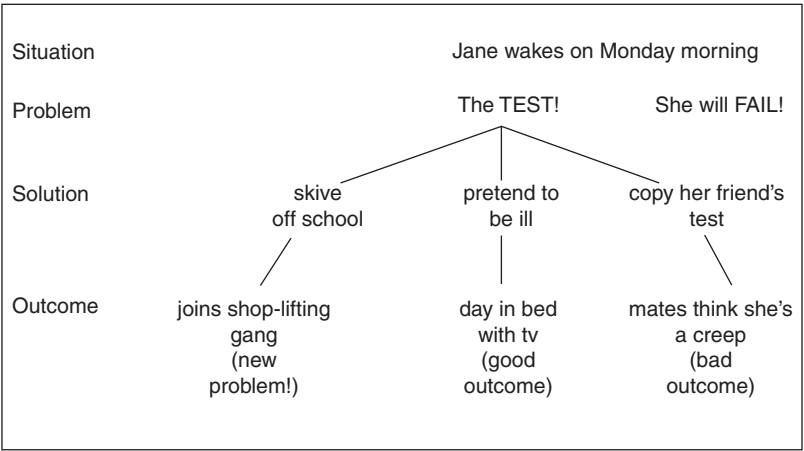 Situation Jane wakes on Monday morning
Problem The TEST! She will FAIL!
Solution skive pretend to copy her friend's
off school be ill test
Outcome joins shop-lifting day in bed mates think she's
gang with tv a creep
(new (good (bad
problem!) outcome) outcome)